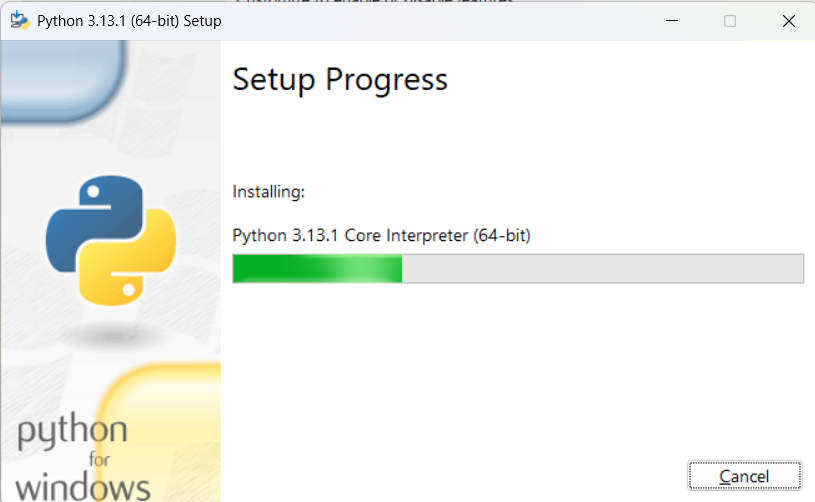 Python 3.13.1 (64-bit) Setup
Setup Progress
Installing:
Python 3.13.1 Core Interpreter (64-bit)
python
for
windows
Cancel